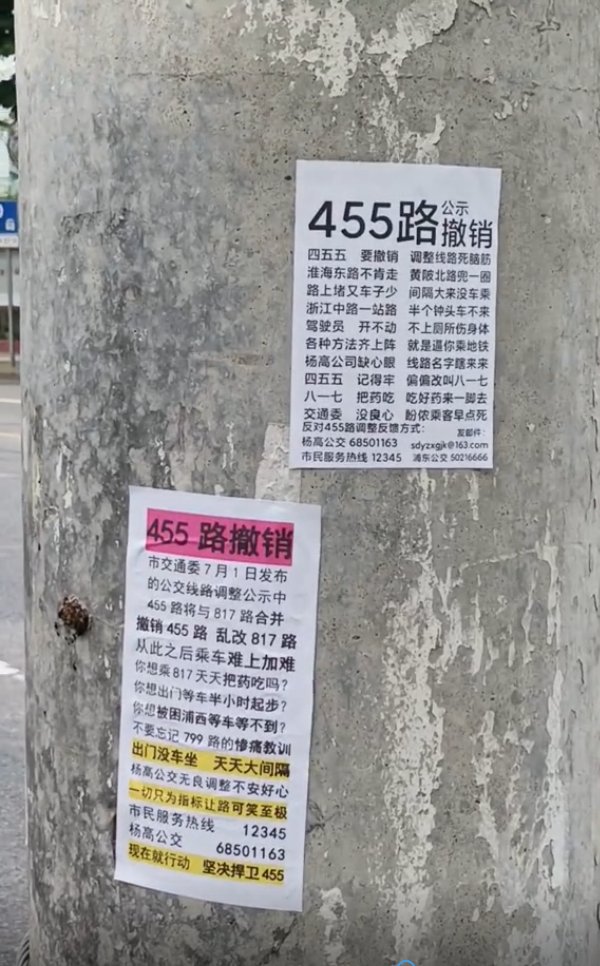 455路 公示
撤销
四五五 要撤销 调整线路死脑筋
淮海东路不肯走 黄陂北路兜一圈
路上堵又车子少 间隔大来没车乘
浙江中路一站路 半个钟头车不来
驾驶员 开不动 不上厕所伤身体
各种方法齐上阵 就是逼你乘地铁
杨高公司缺心眼 线路名字瞎来来
四五五 记得牢 偏偏改叫八一七
八一七 把药吃 吃好药来一脚去
交通委 没良心 盼侬乘客早点死
反对455路调整反馈方式: 发邮件:
杨高公交 68501163 sdyzxgjk@163.com
市民服务热线 12345 浦东公交 50216666
455 路撤销
市交通委7月1日发布
的公交线路调整公示中
455 路将与 817 路合并
撤销 455 路 乱改 817 路
从此之后乘车难上加难
你想乘817天天把药吃吗?
你想出门等车半小时起步?
你想被困浦西等车等不到?
不要忘记 799 路的惨痛教训
出门没车坐 天天大间隔
杨高公交无良调整不安好心
一切只为指标让路可笑至极
市民服务热线 12345
杨高公交 68501163
现在就行动 坚决捍卫 455